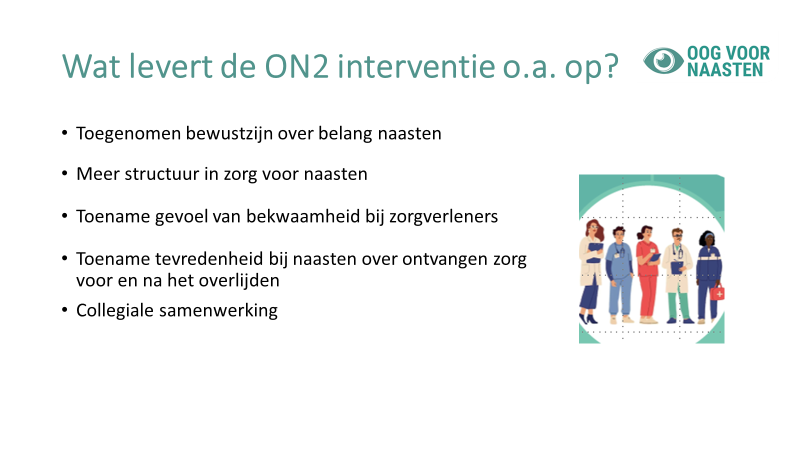 Wat levert de ON2 interventie o.a. op?
OOG VOOR
NAASTEN
• Toegenomen bewustzijn over belang naasten
• Meer structuur in zorg voor naasten
• Toename gevoel van bekwaamheid bij zorgverleners
• Toename tevredenheid bij naasten over ontvangen zorg
voor en na het overlijden
• Collegiale samenwerking